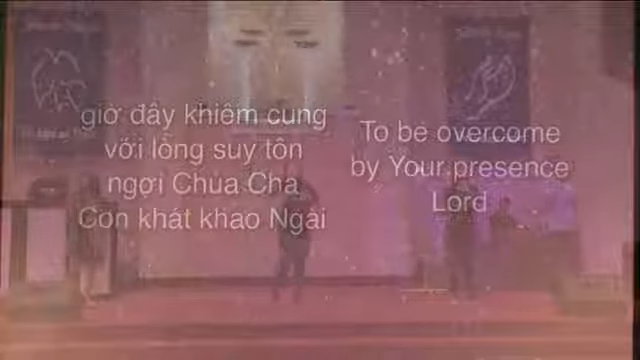 giờ đây khiêm cung
với lòng suy tôn
ngợi Chua Cha
Con khát khao Ngài
To be overcome
by Your presence
Lord